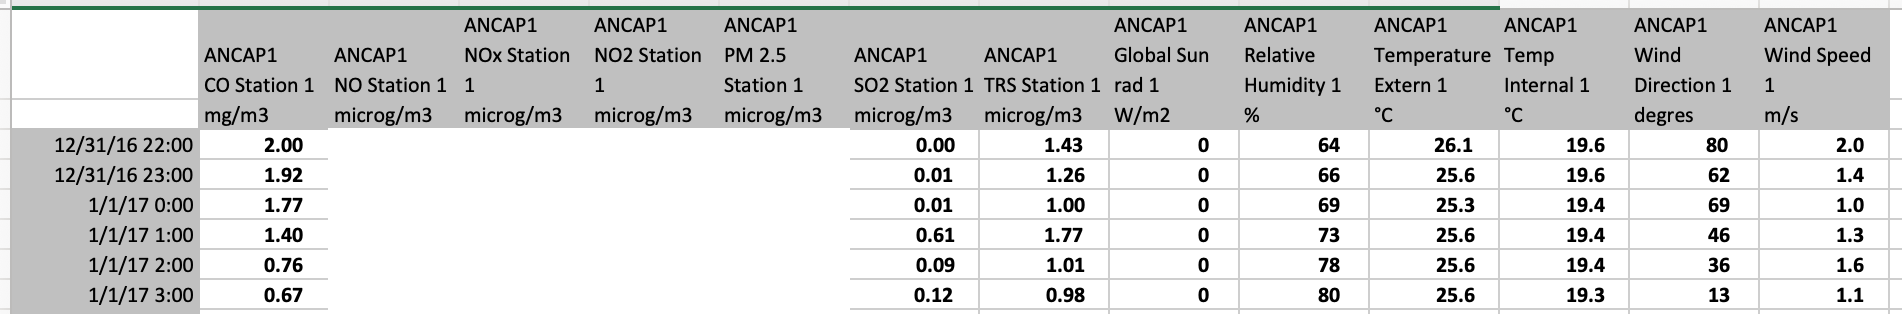 ANCAP1 CO Station 1 mg/m3
ANCAP1 NO Station 1 microg/m3
ANCAP1 NOx Station 1 microg/m3
ANCAP1 NO2 Station 1 microg/m3
ANCAP1 PM 2.5 Station 1 microg/m3
ANCAP1 SO2 Station 1 microg/m3
ANCAP1 TRS Station 1 microg/m3
ANCAP1 Global Sun rad 1 W/m2
ANCAP1 Relative Humidity 1 %
ANCAP1 Temperature Extern 1 °C
ANCAP1 Temp Internal 1 °C
ANCAP1 Wind Direction 1 degres
ANCAP1 Wind Speed 1 m/s
12/31/16 22:00 2.00 0.00 1.43 0 64 26.1 19.6 80 2.0
12/31/16 23:00 1.92 0.01 1.26 0 66 25.6 19.6 62 1.4
1/1/17 0:00 1.77 0.01 1.00 0 69 25.3 19.4 69 1.0
1/1/17 1:00 1.40 0.61 1.77 0 73 25.6 19.4 46 1.3
1/1/17 2:00 0.76 0.09 1.01 0 78 25.6 19.4 36 1.6
1/1/17 3:00 0.67 0.12 0.98 0 80 25.6 19.3 13 1.1